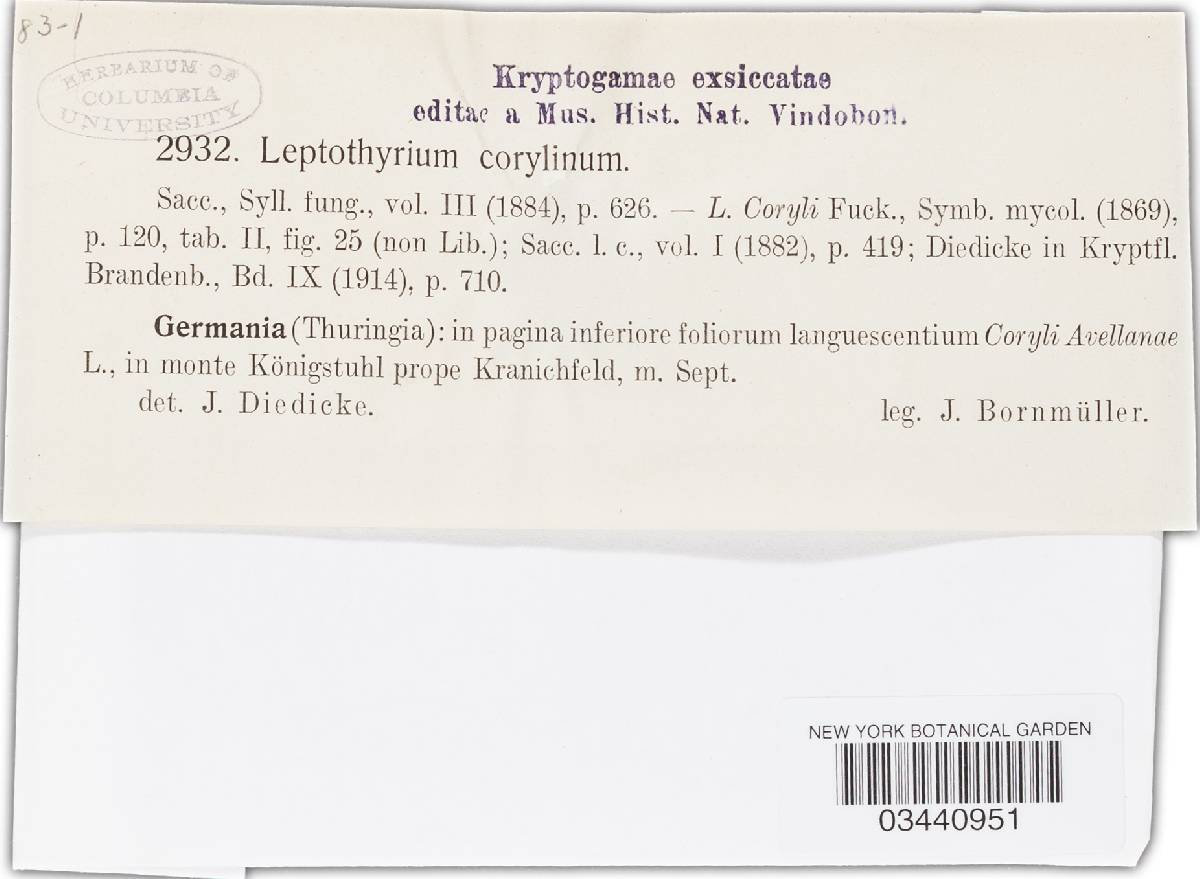 83-1
HERBARIUM OF
COLUMBIA
UNIVERSITY
Kryptogamae exsiccatae
editae a Mus. Hist. Nat. Vindobon.
2932. Leptothyrium corylinum.
Sacc., Syll. fung., vol. III (1884), p. 626. — L. Coryli Fuck., Symb. mycol. (1869),
p. 120, tab. II, fig. 25 (non Lib.); Sacc. l. c., vol. I (1882), p. 419; Diedicke in Kryptfl.
Brandenb., Bd. IX (1914), p. 710.
Germania (Thuringia): in pagina inferiore foliorum languescentium Coryli Avellanae
L., in monte Königstuhl prope Kranichfeld, m. Sept.
det. J. Diedicke.
leg. J. Bornmüller.
NEW YORK BOTANICAL GARDEN
03440951